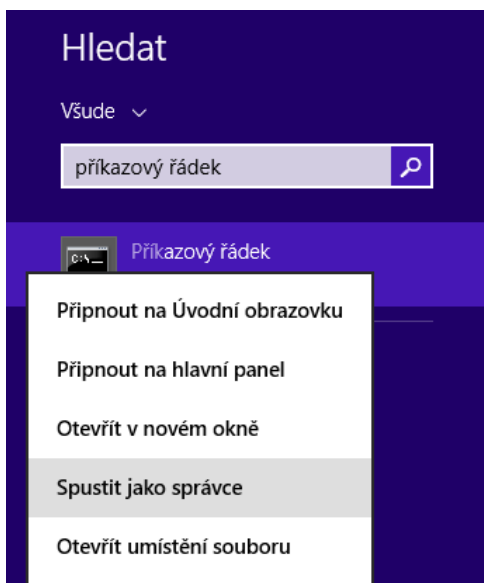 Hledat
Všude
příkazový řádek
Příkazový řádek
Připnout na Úvodní obrazovku
Připnout na hlavní panel
Otevřít v novém okně
Spustit jako správce
Otevřít umístění souboru